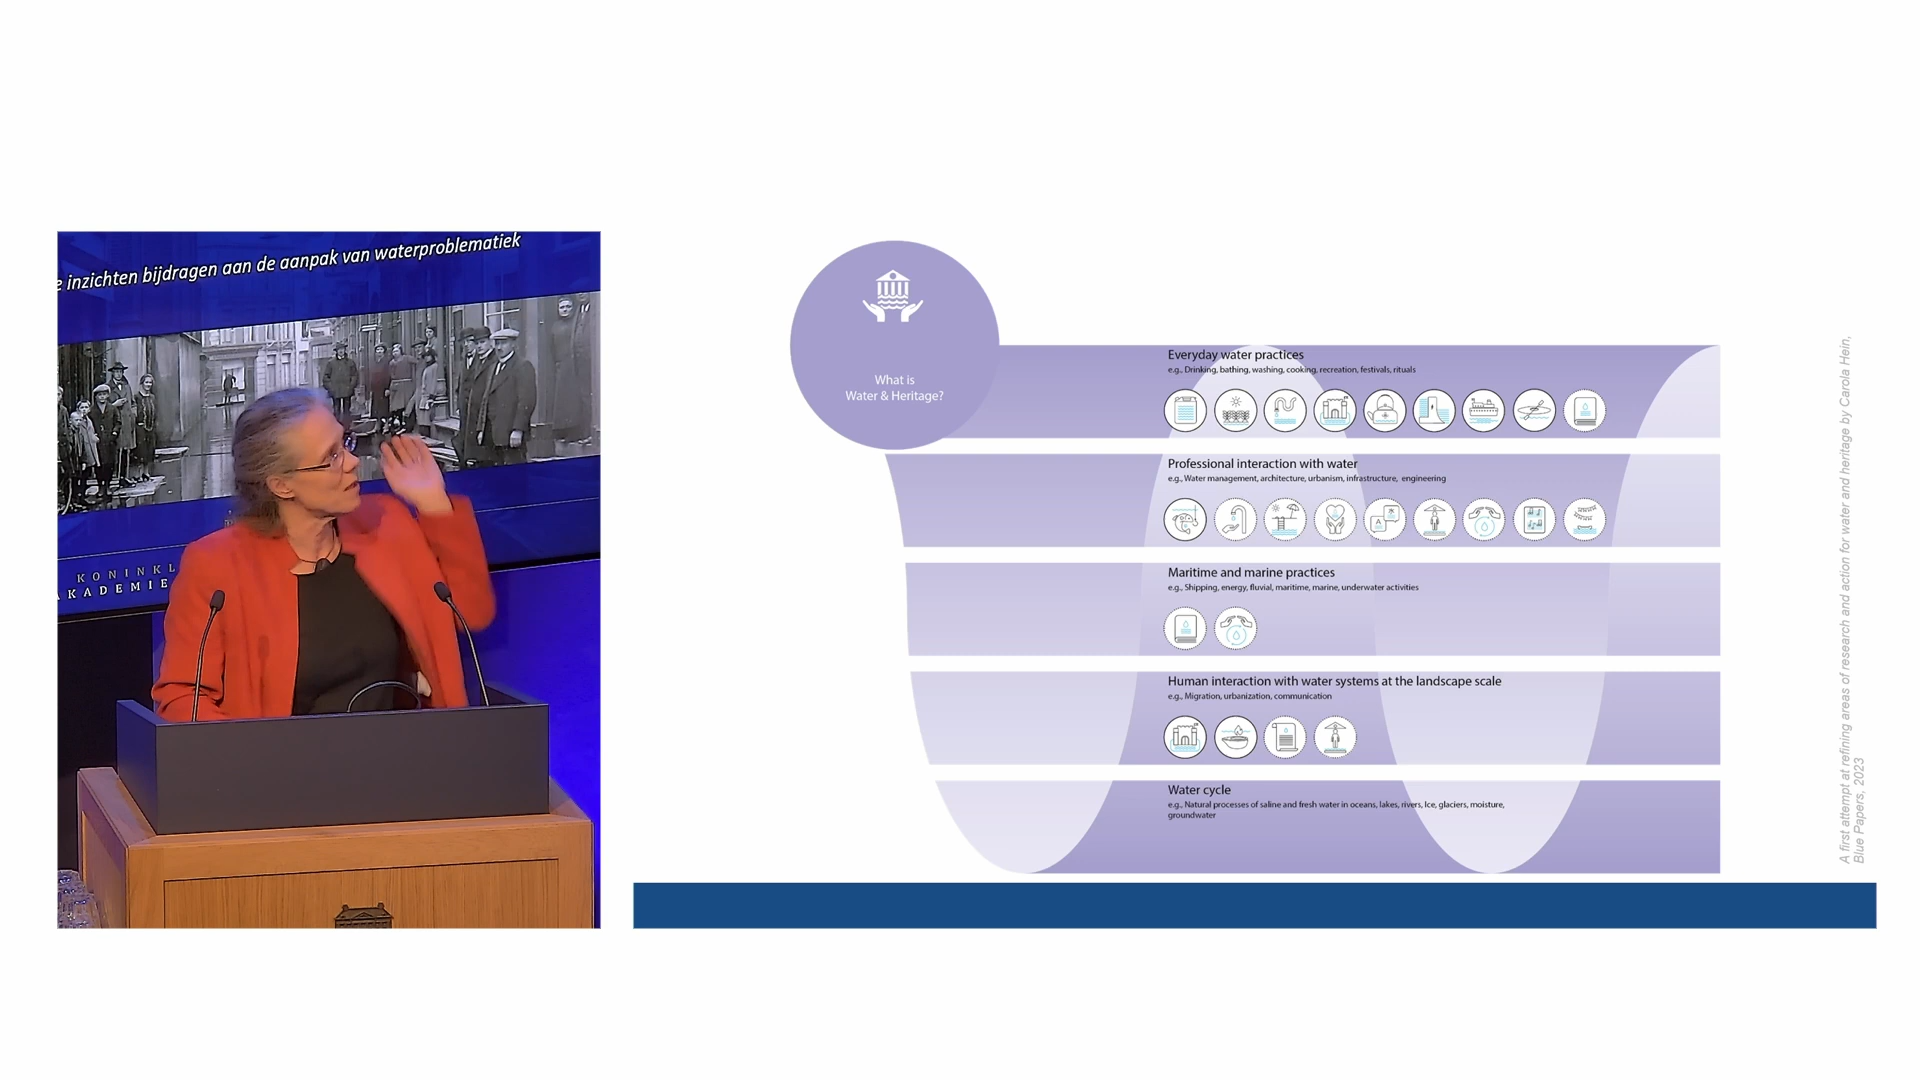 e inzichten bijdragen aan de aanpak van waterproblematiek
KONINKL
AKADEMIE
What is
Water & Heritage?
Everyday water practices
e.g., Drinking, bathing, washing, cooking, recreation, festivals, rituals
Professional interaction with water
e.g., Water management, architecture, urbanism, infrastructure, engineering
Maritime and marine practices
e.g., Shipping, energy, fluvial, maritime, marine, underwater activities
Human interaction with water systems at the landscape scale
e.g., Migration, urbanization, communication
Water cycle
e.g., Natural processes of saline and fresh water in oceans, lakes, rivers, Ice, glaciers, moisture,
groundwater
A first attempt at refining areas of research and action for water and heritage by Carola Hein,
Blue Papers, 2023